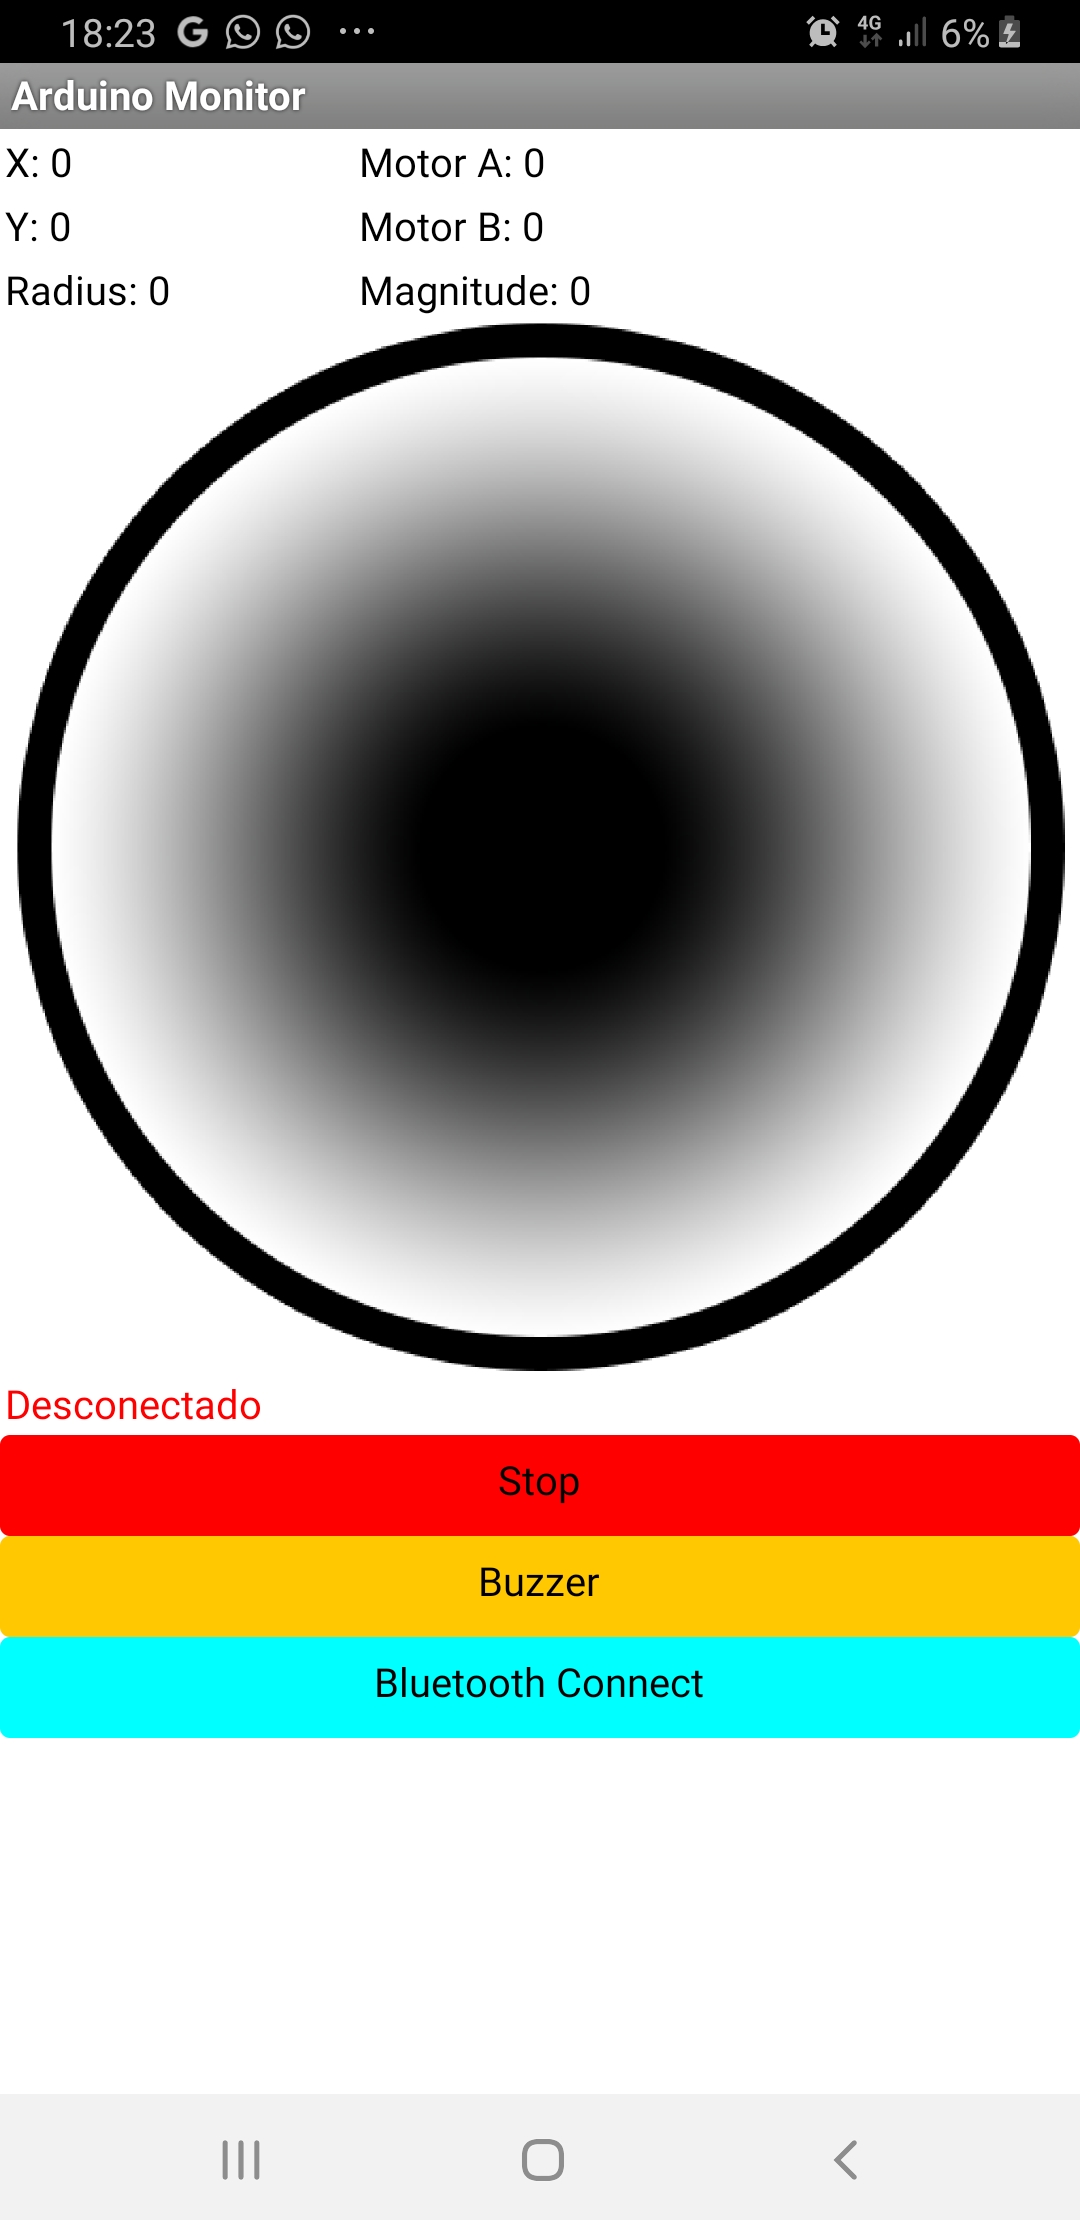 18:23 G 4G 6%
Arduino Monitor
X: 0 Motor A: 0
Y: 0 Motor B: 0
Radius: 0 Magnitude: 0
Desconectado
Stop
Buzzer
Bluetooth Connect